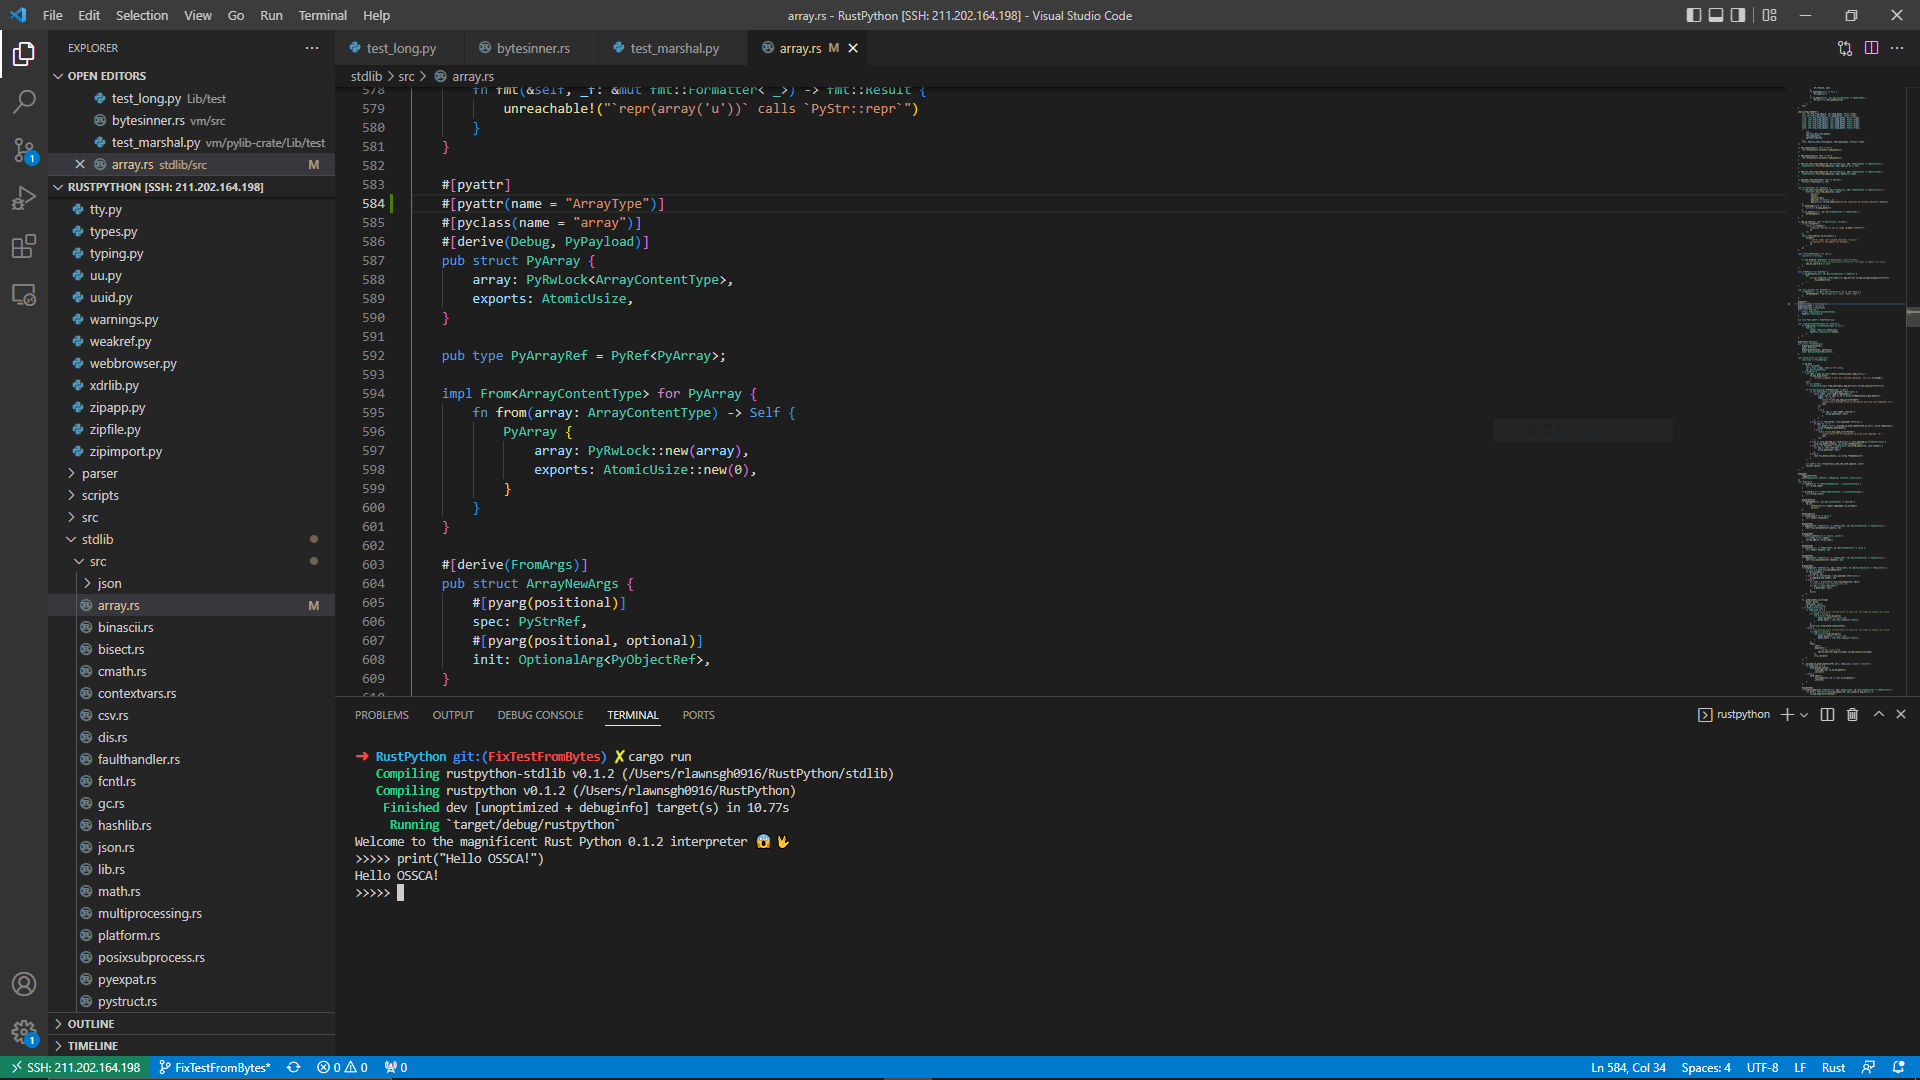 File Edit Selection View Go Run Terminal Help
array.rs - RustPython [SSH: 211.202.164.198] - Visual Studio Code
EXPLORER
OPEN EDITORS
test_long.py Lib/test
bytesinner.rs vm/src
test_marshal.py vm/pylib-crate/Lib/test
array.rs stdlib/src M
RUSTPYTHON [SSH: 211.202.164.198]
tty.py
types.py
typing.py
uu.py
uuid.py
warnings.py
weakref.py
webbrowser.py
xdrlib.py
zipapp.py
zipfile.py
zipimport.py
parser
scripts
src
stdlib
src
json
array.rs M
binascii.rs
bisect.rs
cmath.rs
contextvars.rs
csv.rs
dis.rs
faulthandler.rs
fcntl.rs
gc.rs
hashlib.rs
json.rs
lib.rs
math.rs
multiprocessing.rs
platform.rs
posixsubprocess.rs
pyexpat.rs
pystruct.rs
OUTLINE
TIMELINE
test_long.py bytesinner.rs test_marshal.py array.rs M
stdlib > src > array.rs
578 fn fmt(&self, _f: &mut fmt::Formatter<'_>) -> fmt::Result {
579 unreachable!("`repr(array('u'))` calls `PyStr::repr`")
580 }
581 }
582
583 #[pyattr]
584 #[pyattr(name = "ArrayType")]
585 #[pyclass(name = "array")]
586 #[derive(Debug, PyPayload)]
587 pub struct PyArray {
588 array: PyRwLock<ArrayContentType>,
589 exports: AtomicUsize,
590 }
591
592 pub type PyArrayRef = PyRef<PyArray>;
593
594 impl From<ArrayContentType> for PyArray {
595 fn from(array: ArrayContentType) -> Self {
596 PyArray {
597 array: PyRwLock::new(array),
598 exports: AtomicUsize::new(0),
599 }
600 }
601 }
602
603 #[derive(FromArgs)]
604 pub struct ArrayNewArgs {
605 #[pyarg(positional)]
606 spec: PyStrRef,
607 #[pyarg(positional, optional)]
608 init: OptionalArg<PyObjectRef>,
609 }
610
PROBLEMS OUTPUT DEBUG CONSOLE TERMINAL PORTS
rustpython
➜ RustPython git:(FixTestFromBytes) ✗ cargo run
Compiling rustpython-stdlib v0.1.2 (/Users/rlawnsgh0916/RustPython/stdlib)
Compiling rustpython v0.1.2 (/Users/rlawnsgh0916/RustPython)
Finished dev [unoptimized + debuginfo] target(s) in 10.77s
Running `target/debug/rustpython`
Welcome to the magnificent Rust Python 0.1.2 interpreter 😱 🖖
>>>>> print("Hello OSSCA!")
Hello OSSCA!
>>>>>
1
1
SSH: 211.202.164.198 FixTestFromBytes* 0 0 0
Ln 584, Col 34 Spaces: 4 UTF-8 LF Rust